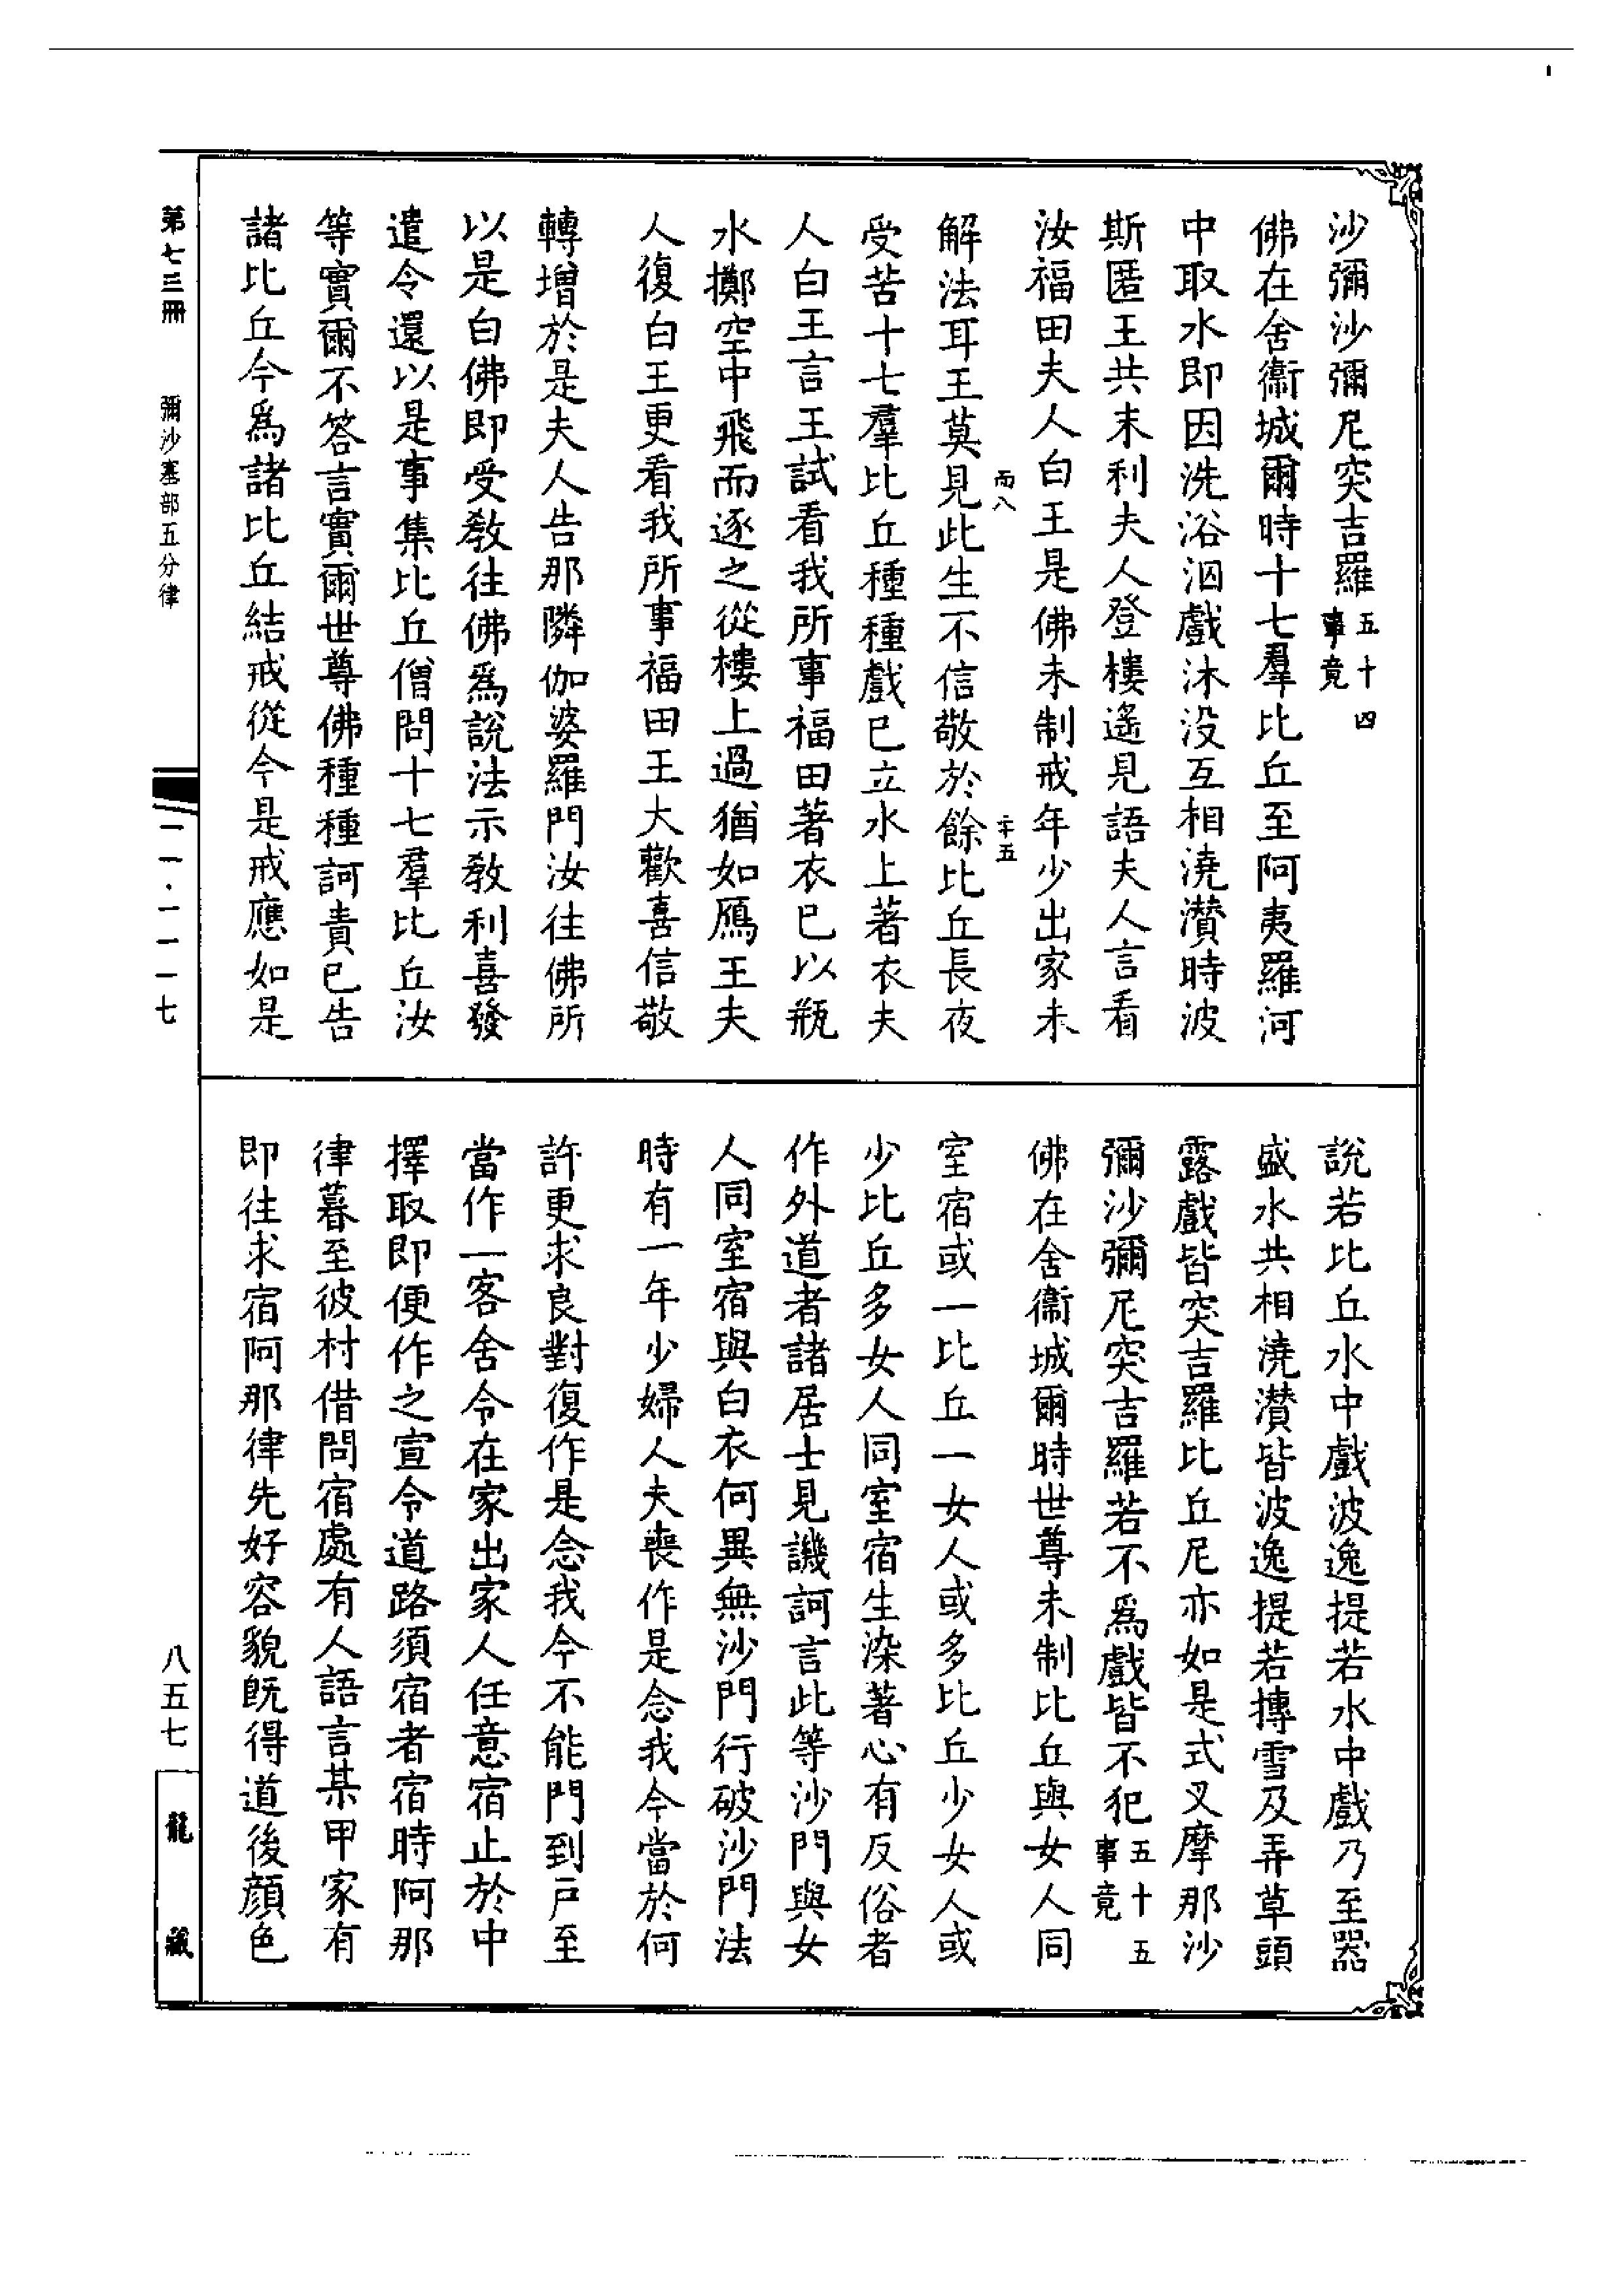 沙彌沙彌尼突吉羅五十四事竟
佛在舍衞城爾時十七羣比丘至阿夷羅河
中取水即因洗浴泅戲沐没互相澆灒時波
斯匿王共末利夫人登樓遙見語夫人言看
汝福田夫人白王是佛未制戒年少出家未
而八
二十五
解法耳王莫見此生不信敬於餘比丘長夜
受苦十七羣比丘種種戲已立水上著衣夫
人白王言王試看我所事福田著衣已以瓶
水擲空中飛而逐之從樓上過猶如鴈王夫
人復白王更看我所事福田王大歡喜信敬
轉增於是夫人告那隣伽婆羅門汝往佛所
以是白佛即受教往佛爲說法示教利喜發
遣令還以是事集比丘僧問十七羣比丘汝
等實爾不答言實爾世尊佛種種訶責已告
諸比丘今爲諸比丘結戒從今是戒應如是
說若比丘水中戲波逸提若水中戲乃至器
盛水共相澆灒皆波逸提若摶雪及弄草頭
露戲皆突吉羅比丘尼亦如是式叉摩那沙
彌沙彌尼突吉羅若不爲戲皆不犯五十五事竟
佛在舍衞城爾時世尊未制比丘與女人同
室宿或一比丘一女人或多比丘少女人或
少比丘多女人同室宿生染著心有反俗者
作外道者諸居士見譏訶言此等沙門與女
人同室宿與白衣何異無沙門行破沙門法
時有一年少婦人夫喪作是念我今當於何
許更求良對復作是念我今不能門到戶至
當作一客舍令在家出家人任意宿止於中
擇取即便作之宣令道路須宿者宿時阿那
律暮至彼村借問宿處有人語言某甲家有
即往求宿阿那律先好容貌旣得道後顔色
第七三冊 彌沙塞部五分律
一一·一一一七
八五七
龍藏